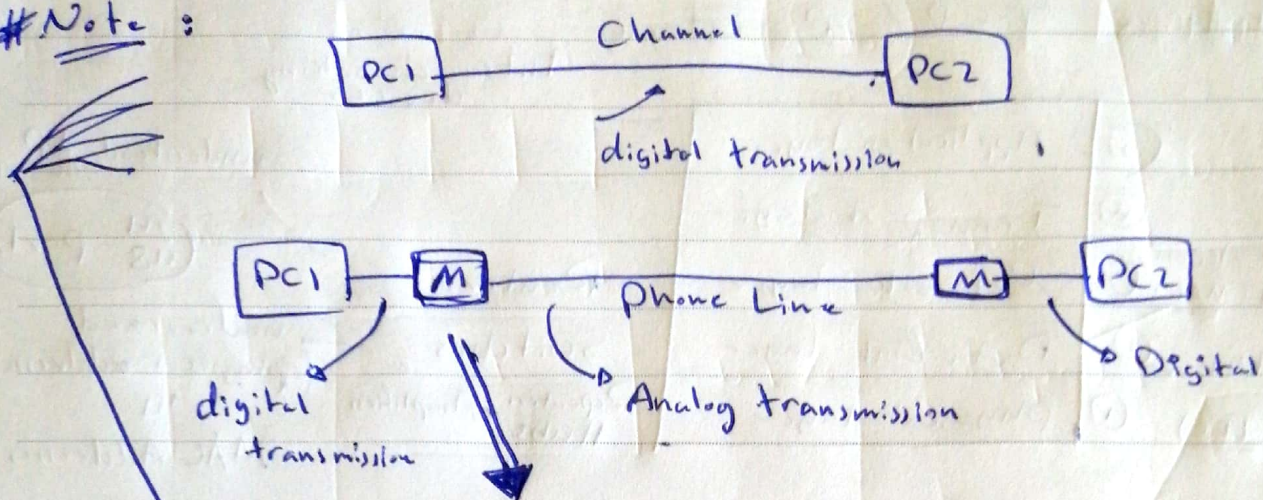 #Note :
Channel
PC1 PC2
digital transmission
PC1 M M PC2
Phone Line
Digital
digital Analog transmission
transmission